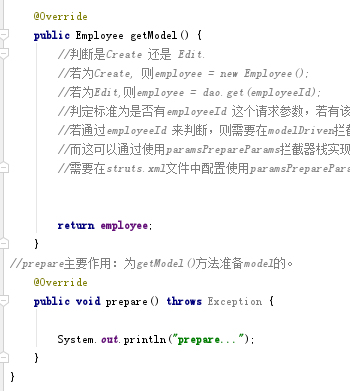 @Override
public Employee getModel() {
//判断是Create 还是 Edit.
//若为Create, 则employee = new Employee();
//若为Edit,则employee = dao.get(employeeId);
//判定标准为是否有employeeId 这个请求参数，若有该
//若通过employeeId 来判断，则需要在modelDriven拦
//而这可以通过使用paramsPrepareParams拦截器栈实现
//需要在struts.xml文件中配置使用paramsPreparePara
return employee;
}
//prepare主要作用：为getModel()方法准备model的。
@Override
public void prepare() throws Exception {
System.out.println("prepare...");
}
}